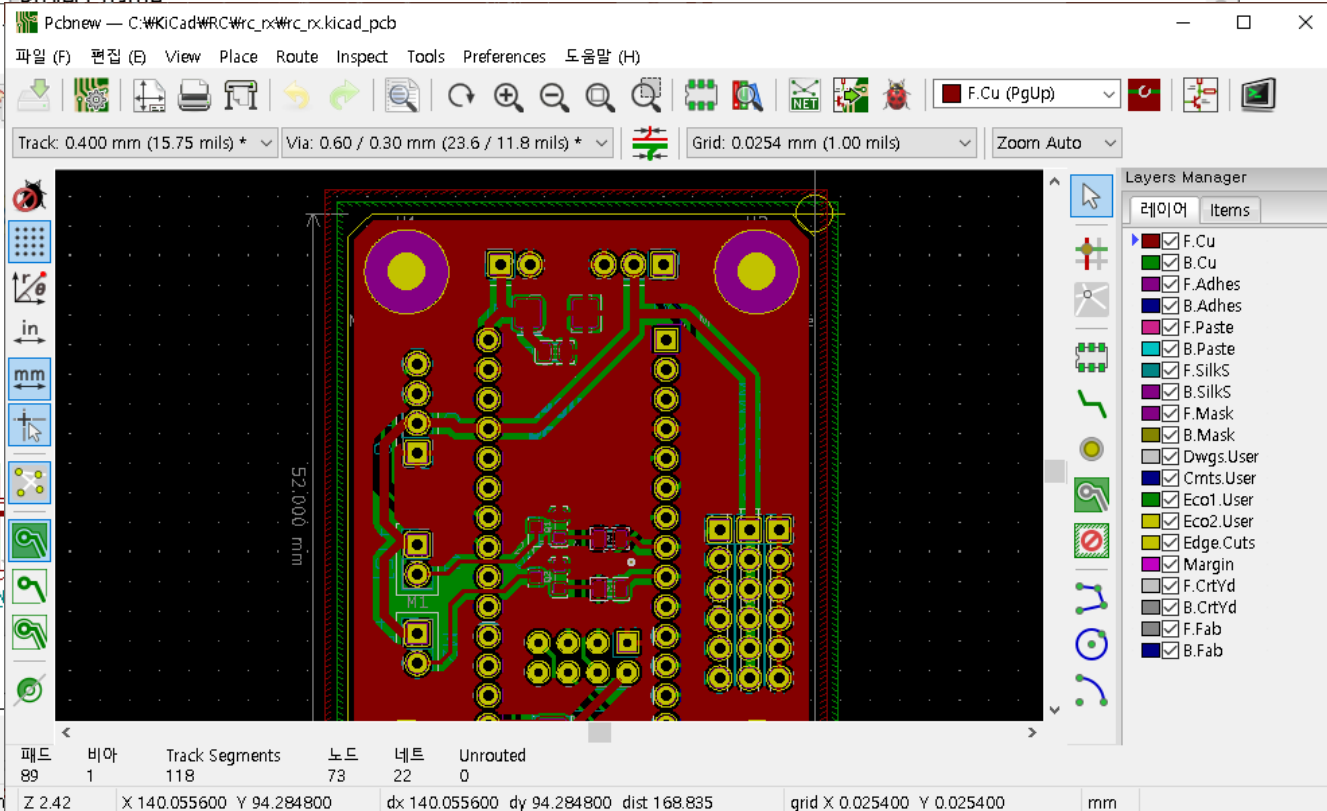 Pcbnew — C:₩KiCad₩RC₩rc_rx₩rc_rx.kicad_pcb
파일 (F) 편집 (E) View Place Route Inspect Tools Preferences 도움말 (H)
NET
F.Cu (PgUp)
Track: 0.400 mm (15.75 mils) *
Via: 0.60 / 0.30 mm (23.6 / 11.8 mils) *
Grid: 0.0254 mm (1.00 mils)
Zoom Auto
in
mm
52.000 mm
M1
Layers Manager
레이어 Items
F.Cu
B.Cu
F.Adhes
B.Adhes
F.Paste
B.Paste
F.SilkS
B.SilkS
F.Mask
B.Mask
Dwgs.User
Cmts.User
Eco1.User
Eco2.User
Edge.Cuts
Margin
F.CrtYd
B.CrtYd
F.Fab
B.Fab
패드 비아 Track Segments 노드 네트 Unrouted
89 1 118 73 22 0
Z 2.42 X 140.055600 Y 94.284800 dx 140.055600 dy 94.284800 dist 168.835 grid X 0.025400 Y 0.025400 mm